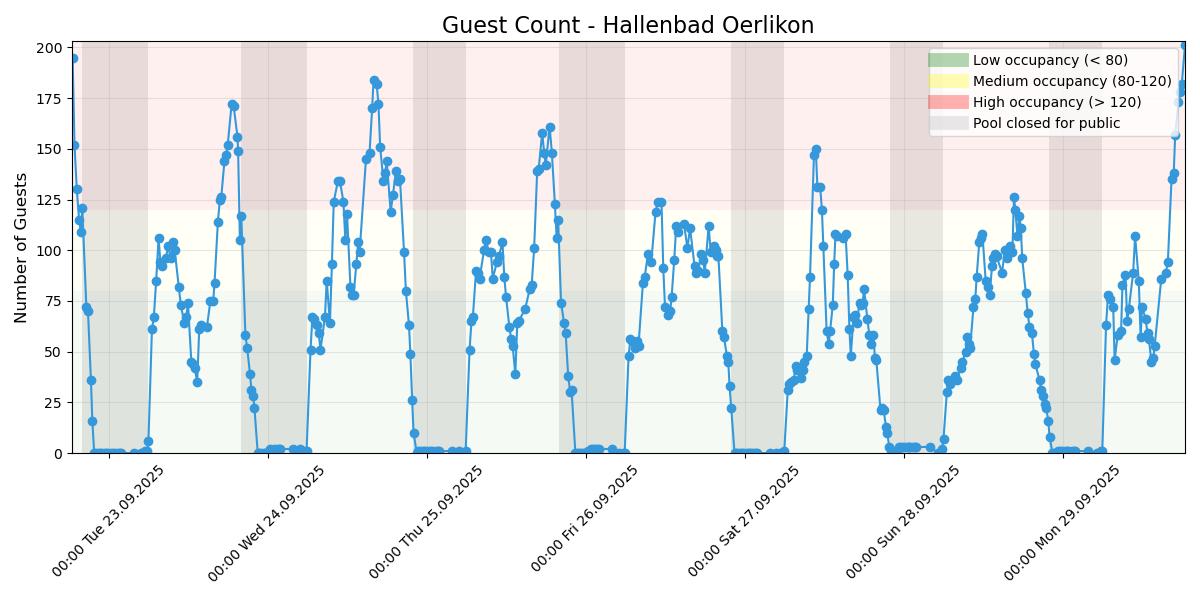 Guest Count - Hallenbad Oerlikon
Number of Guests
200
175
150
125
100
75
50
25
0
Low occupancy (< 80)
Medium occupancy (80-120)
High occupancy (> 120)
Pool closed for public
00:00 Tue 23.09.2025
00:00 Wed 24.09.2025
00:00 Thu 25.09.2025
00:00 Fri 26.09.2025
00:00 Sat 27.09.2025
00:00 Sun 28.09.2025
00:00 Mon 29.09.2025